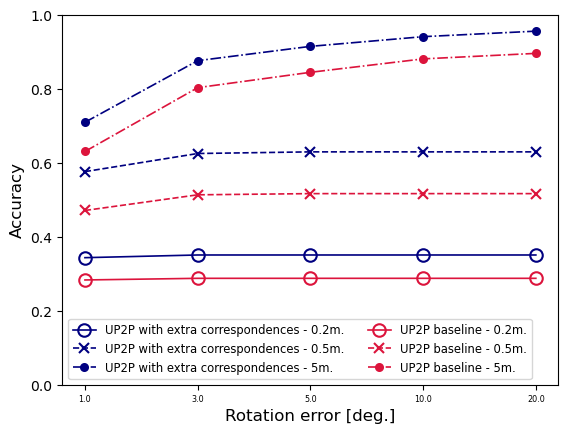 1.0
0.8
0.6
0.4
0.2
0.0
Accuracy
UP2P with extra correspondences - 0.2m.
UP2P with extra correspondences - 0.5m.
UP2P with extra correspondences - 5m.
UP2P baseline - 0.2m.
UP2P baseline - 0.5m.
UP2P baseline - 5m.
1.0 3.0 5.0 10.0 20.0
Rotation error [deg.]